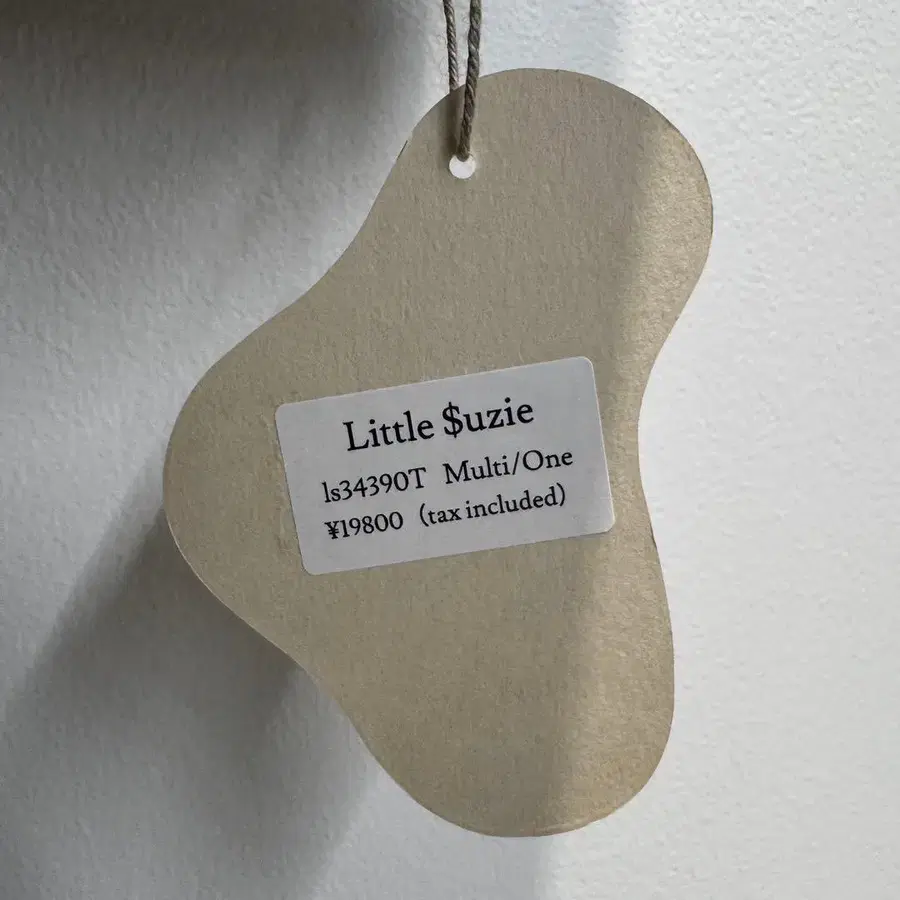 Little $uzie
ls34390T Multi/One
¥19800 (tax included)